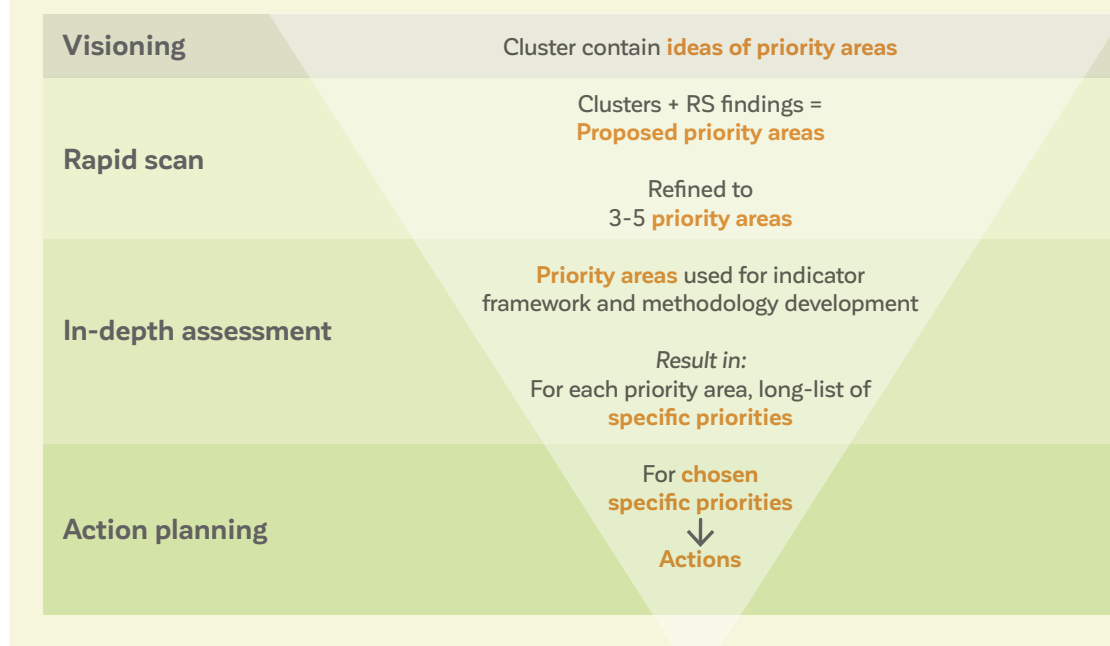 Visioning
Cluster contain ideas of priority areas
Rapid scan
Clusters + RS findings =
Proposed priority areas
Refined to
3-5 priority areas
In-depth assessment
Priority areas used for indicator
framework and methodology development
Result in:
For each priority area, long-list of
specific priorities
Action planning
For chosen
specific priorities
Actions